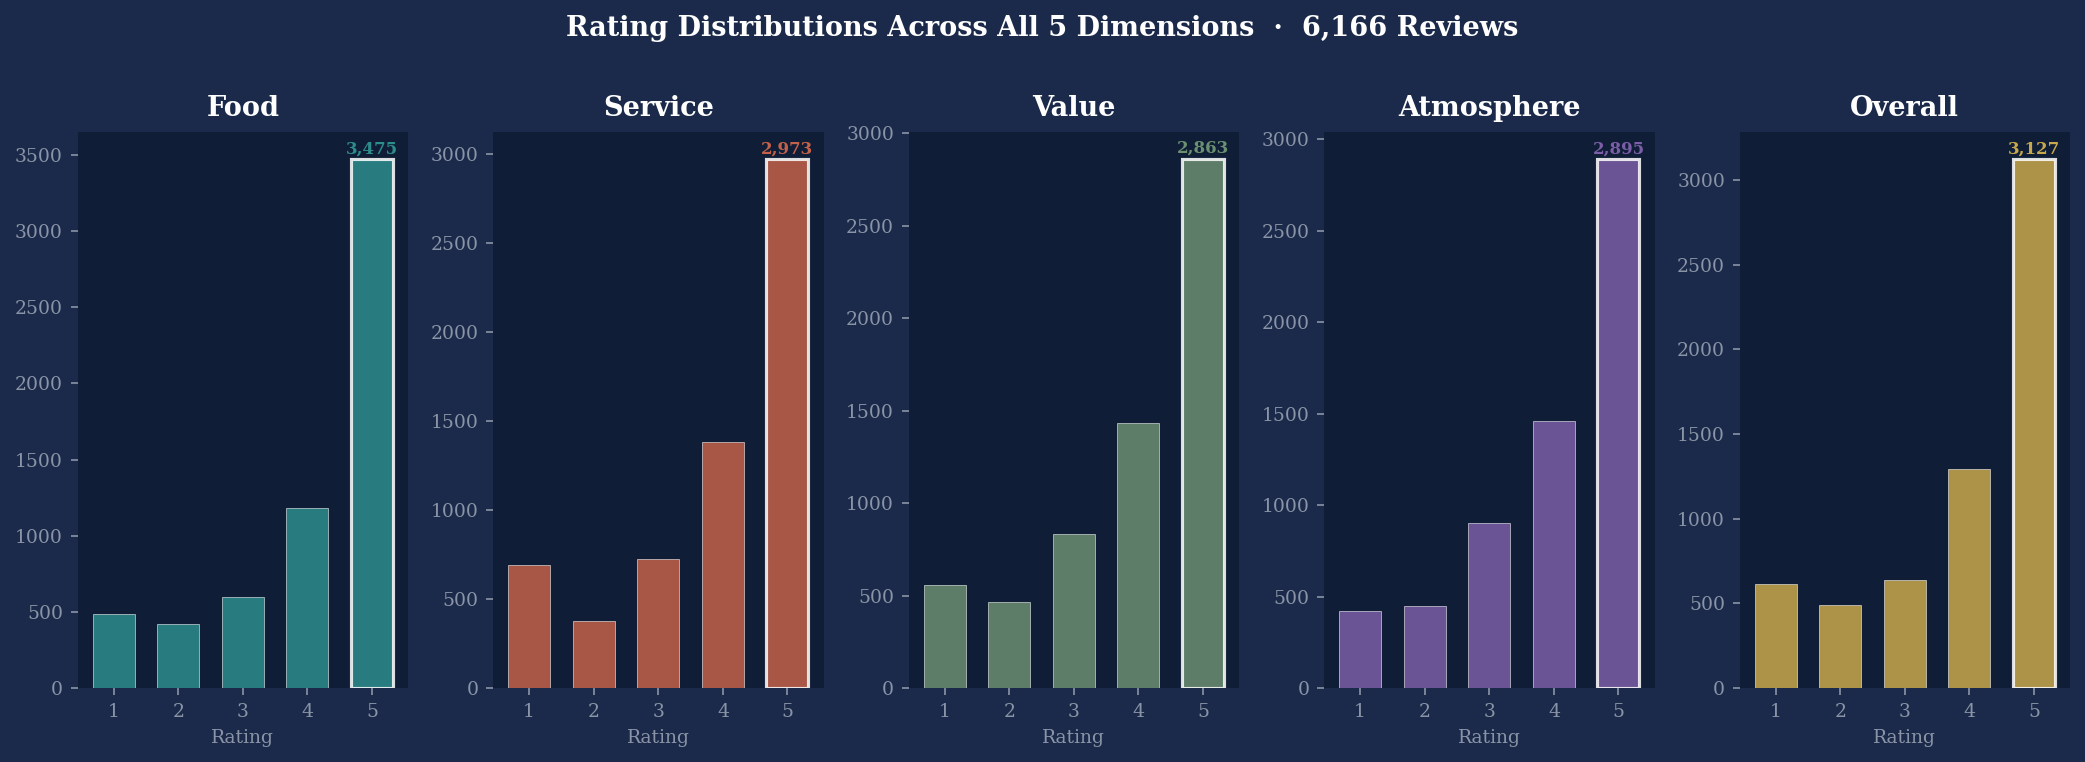 Rating Distributions Across All 5 Dimensions · 6,166 Reviews
Food
3,475
3500
3000
2500
2000
1500
1000
500
0
1 2 3 4 5
Rating
Service
2,973
3000
2500
2000
1500
1000
500
0
1 2 3 4 5
Rating
Value
2,863
3000
2500
2000
1500
1000
500
0
1 2 3 4 5
Rating
Atmosphere
2,895
3000
2500
2000
1500
1000
500
0
1 2 3 4 5
Rating
Overall
3,127
3000
2500
2000
1500
1000
500
0
1 2 3 4 5
Rating